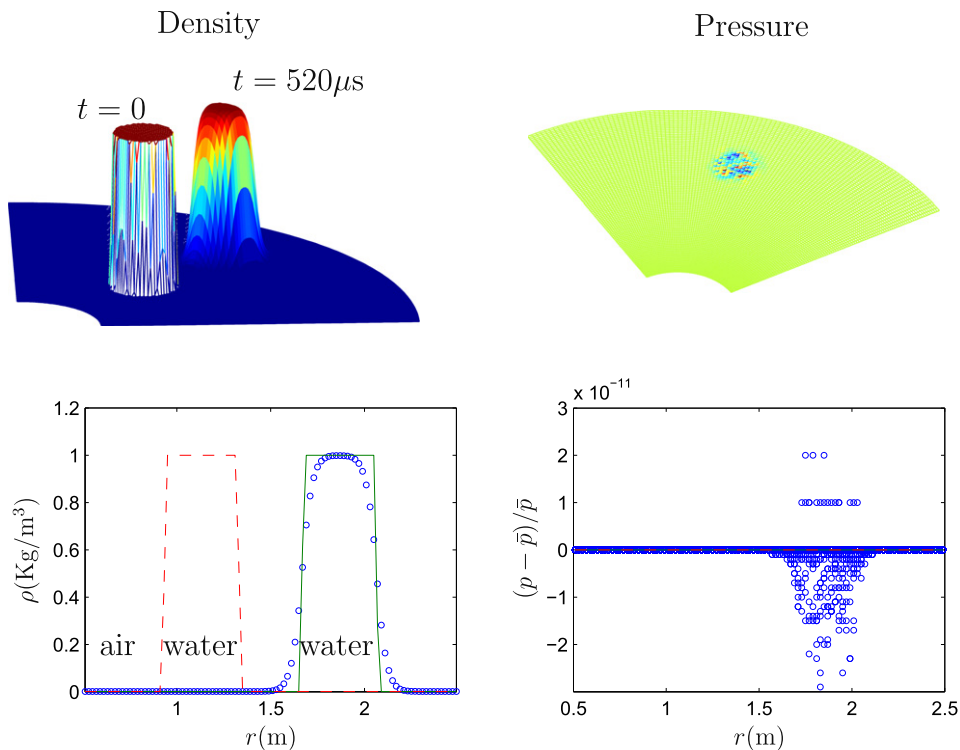 Density
Pressure
t = 0
t = 520μs
1.2
1
0.8
0.6
0.4
0.2
0
ρ(Kg/m³)
air
water
water
1
1.5
2
r(m)
x 10⁻¹¹
3
2
1
0
−1
−2
(p − p̄)/p̄
0.5
1
1.5
2
2.5
r(m)